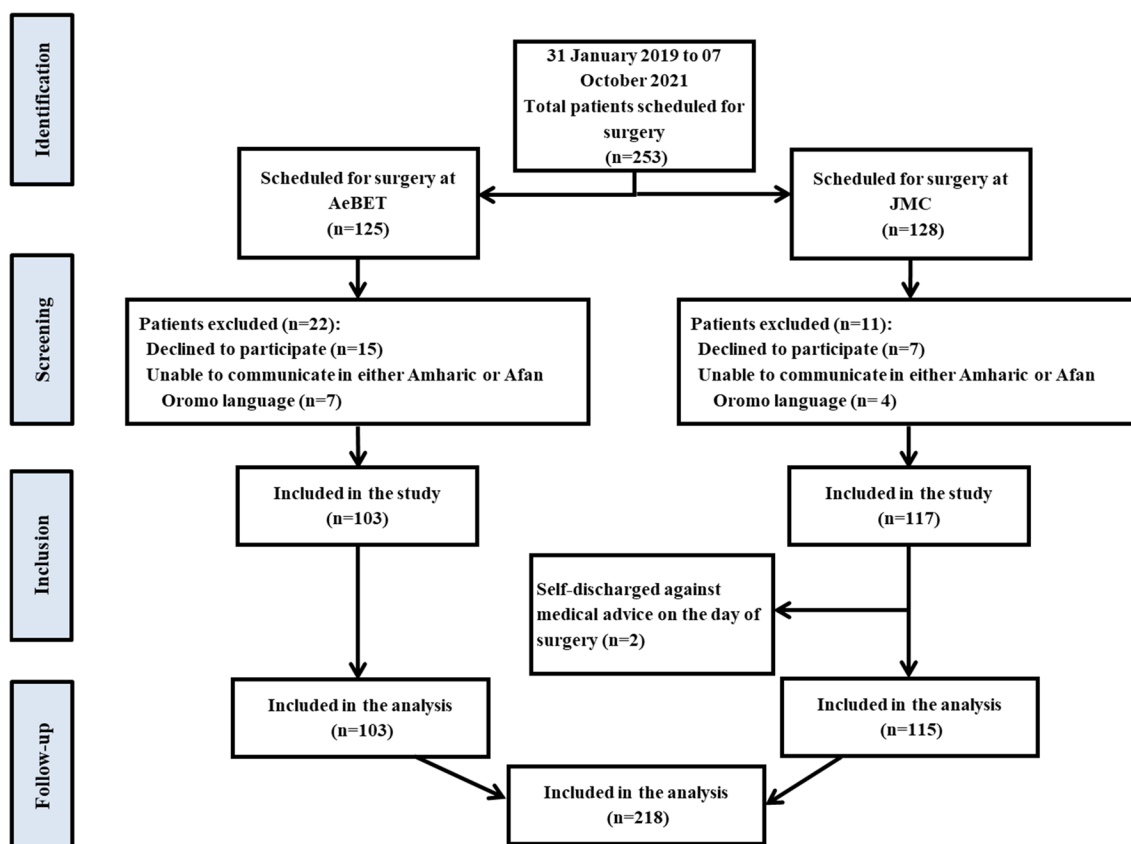 Identification
31 January 2019 to 07
October 2021
Total patients scheduled for
surgery
(n=253)
Scheduled for surgery at
AeBET
(n=125)
Scheduled for surgery at
JMC
(n=128)
Screening
Patients excluded (n=22):
Declined to participate (n=15)
Unable to communicate in either Amharic or Afan
Oromo language (n=7)
Patients excluded (n=11):
Declined to participate (n=7)
Unable to communicate in either Amharic or Afan
Oromo language (n= 4)
Inclusion
Included in the study
(n=103)
Included in the study
(n=117)
Self-discharged against
medical advice on the day of
surgery (n=2)
Follow-up
Included in the analysis
(n=103)
Included in the analysis
(n=115)
Included in the analysis
(n=218)